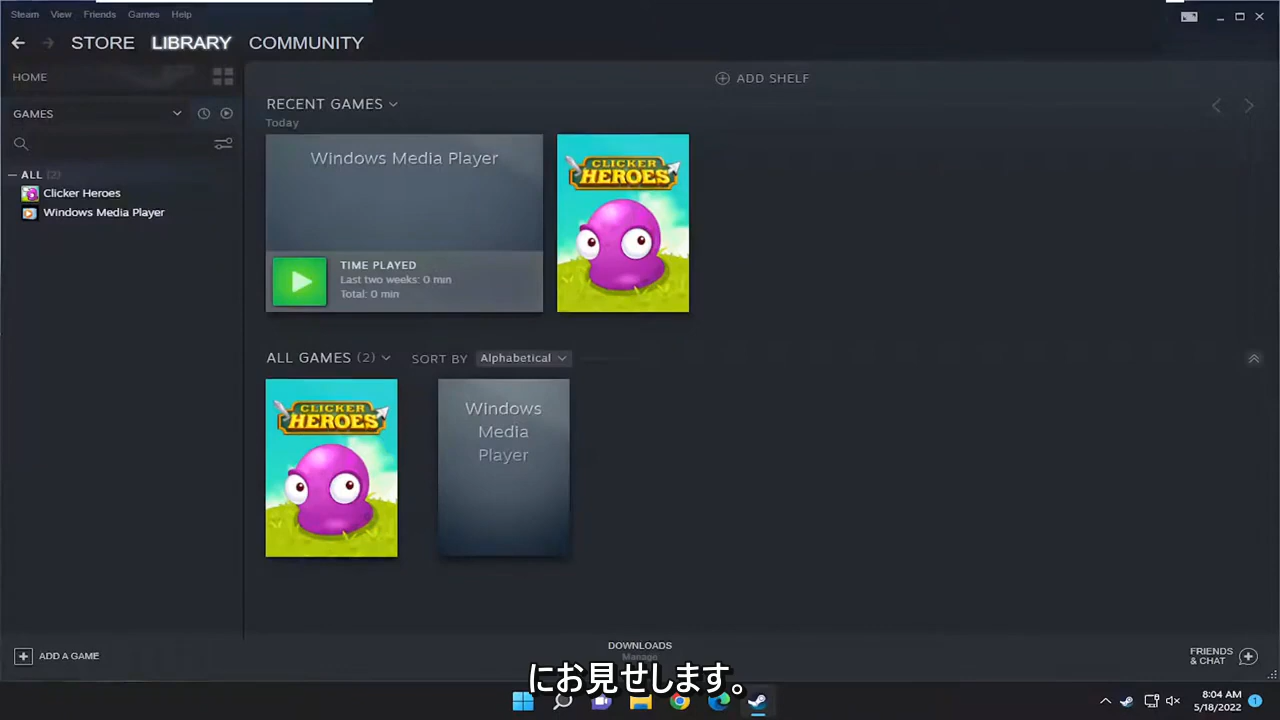 Steam View Friends Games Help
STORE LIBRARY COMMUNITY
HOME
ADD SHELF
GAMES
RECENT GAMES
Today
Windows Media Player
CLICKER
HEROES
TIME PLAYED
Last two weeks: 0 min
Total: 0 min
ALL (2)
Clicker Heroes
Windows Media Player
ALL GAMES (2) SORT BY Alphabetical
CLICKER
HEROES
Windows
Media
Player
ADD A GAME
DOWNLOADS
Manage
FRIENDS
& CHAT
にお見せします。
8:04 AM
5/18/2022
1